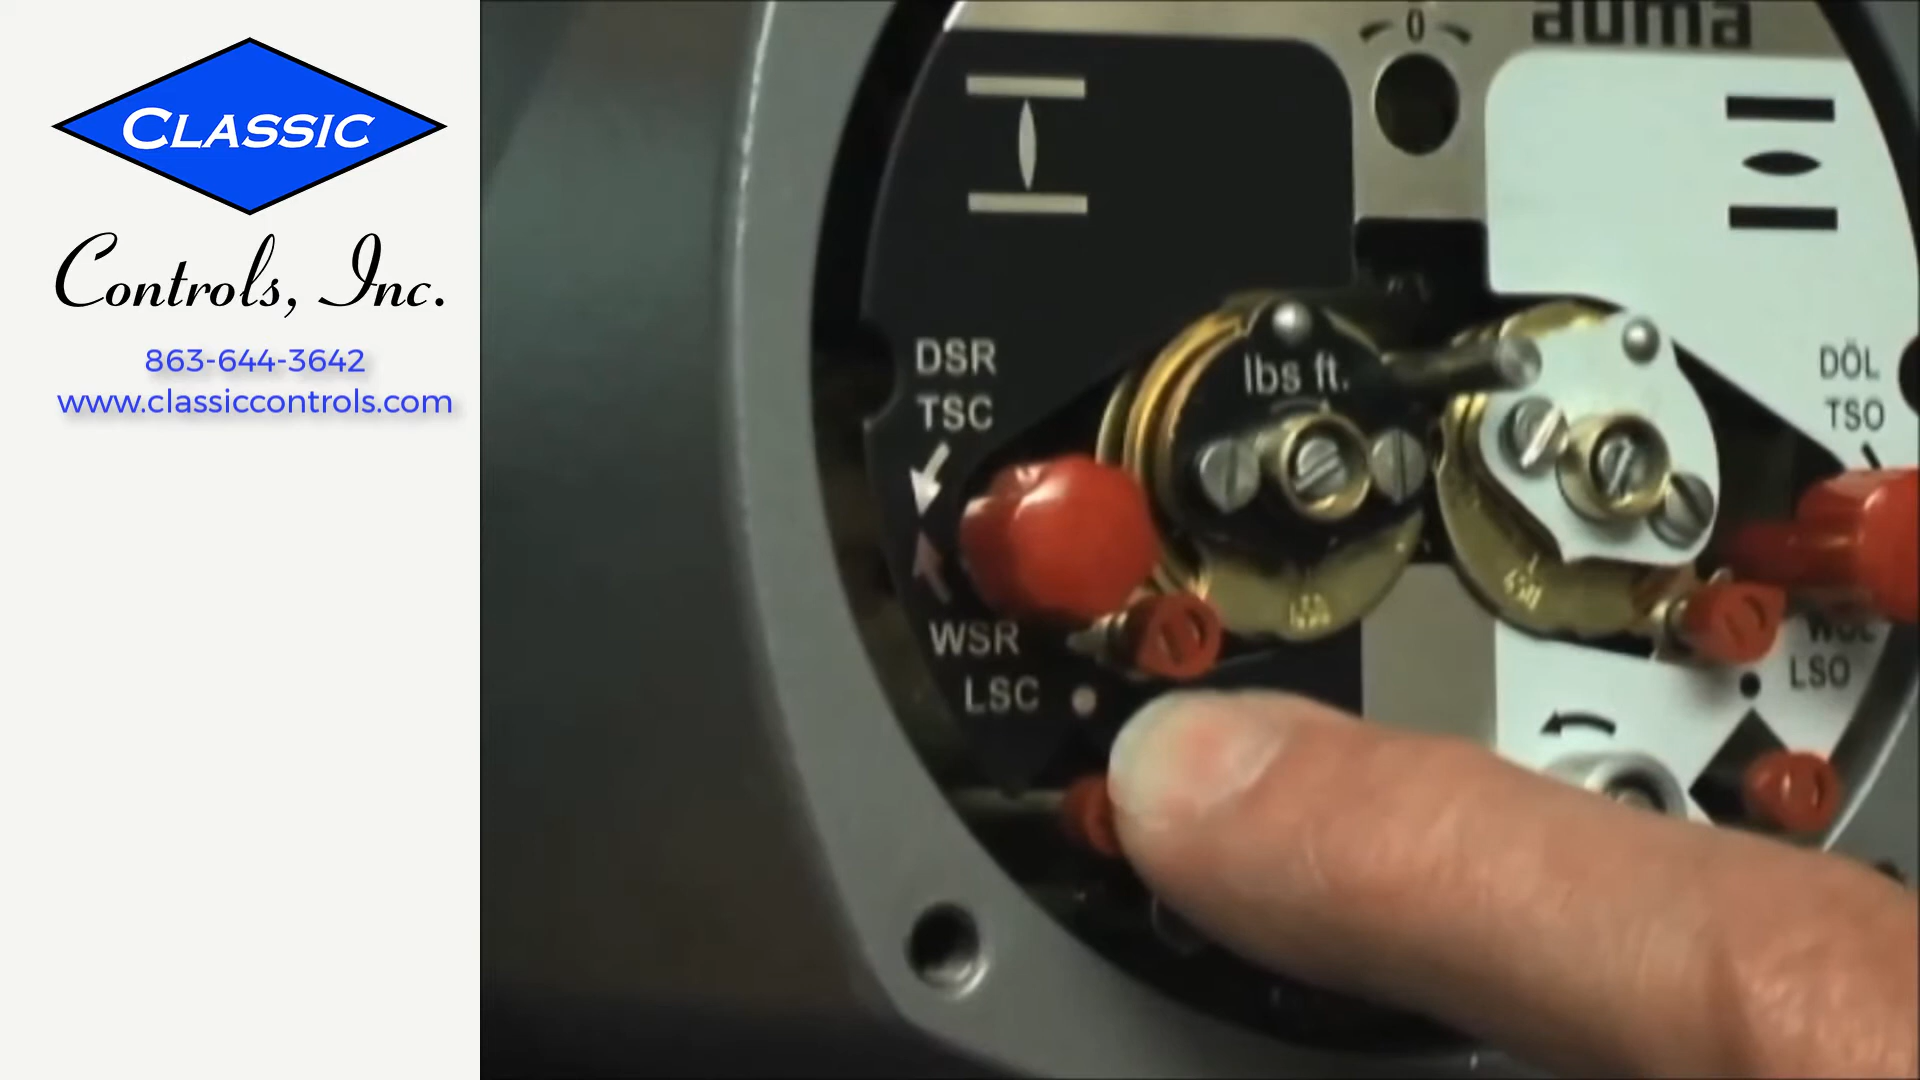 CLASSIC
Controls, Inc.
863-644-3642
www.classiccontrols.com
0
auma
DSR
TSC
lbs ft.
DÖL
TSO
WSR
LSC
WÖL
LSO